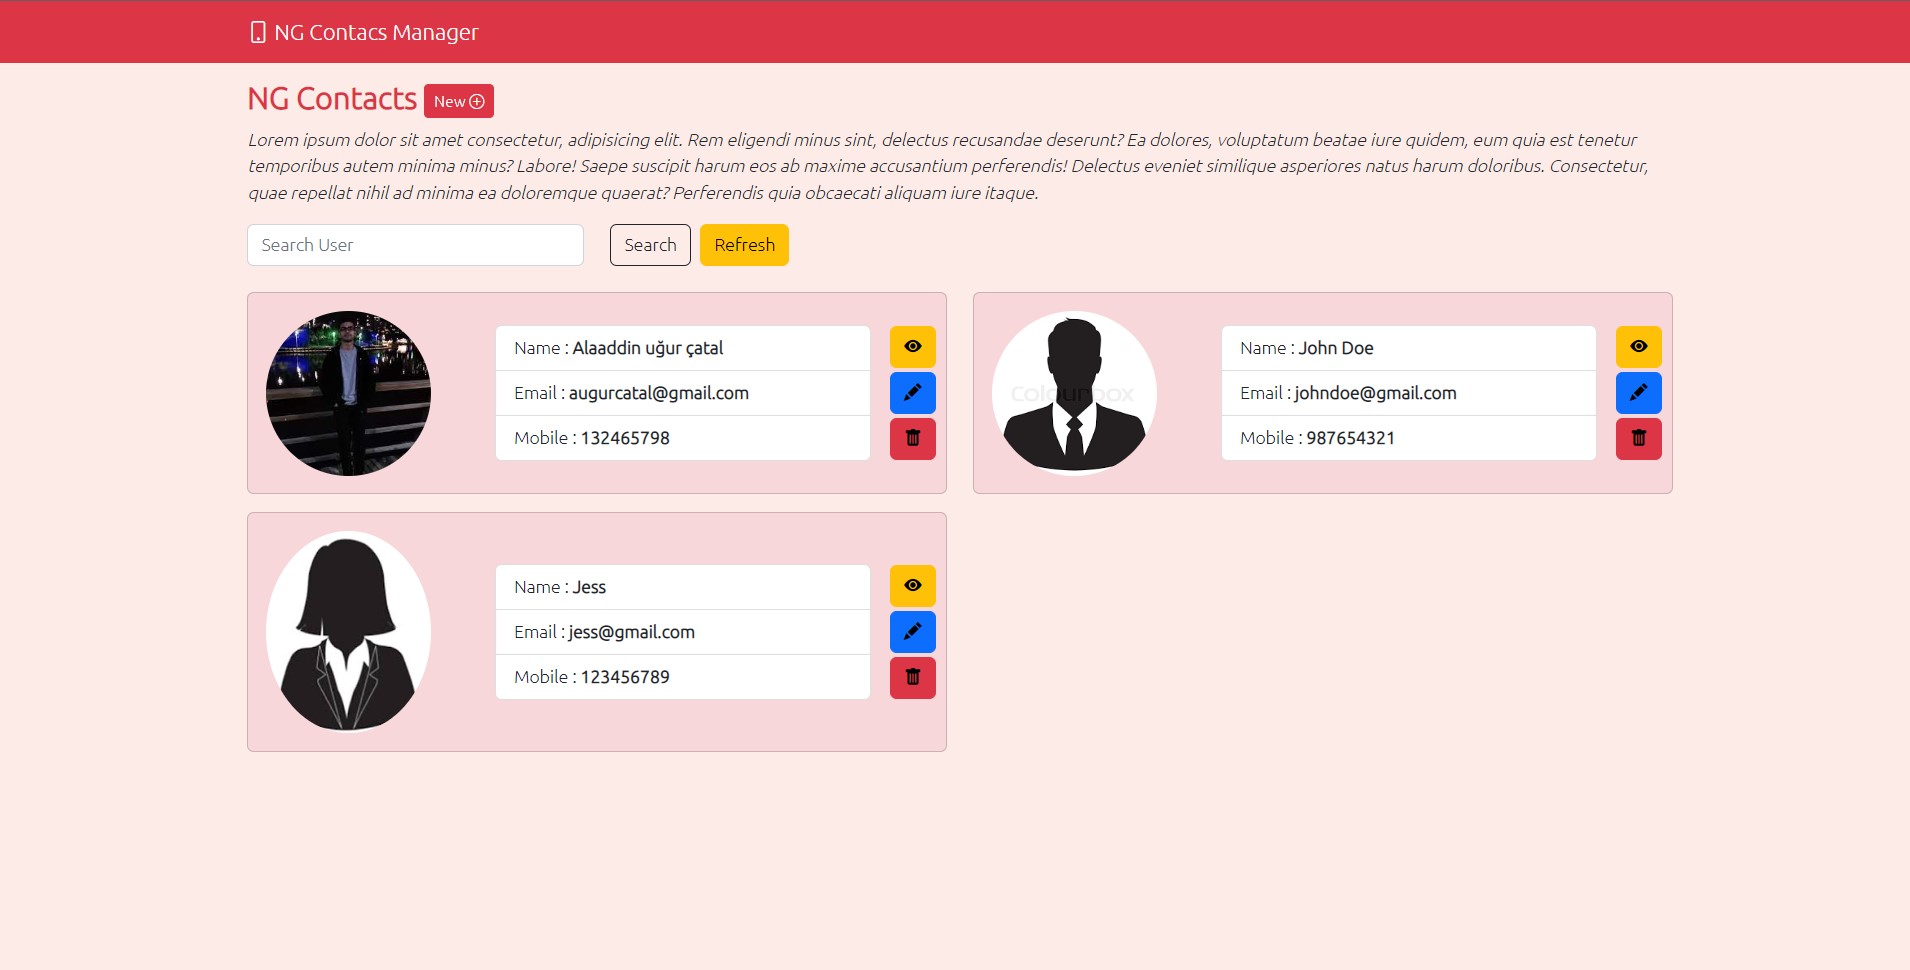 NG Contacs Manager
NG Contacts New
Lorem ipsum dolor sit amet consectetur, adipisicing elit. Rem eligendi minus sint, delectus recusandae deserunt? Ea dolores, voluptatum beatae iure quidem, eum quia est tenetur
temporibus autem minima minus? Labore! Saepe suscipit harum eos ab maxime accusantium perferendis! Delectus eveniet similique asperiores natus harum doloribus. Consectetur,
quae repellat nihil ad minima ea doloremque quaerat? Perferendis quia obcaecati aliquam iure itaque.
Search User Search Refresh
Name : Alaaddin uğur çatal
Email : augurcatal@gmail.com
Mobile : 132465798
Colourbox
Name : John Doe
Email : johndoe@gmail.com
Mobile : 987654321
Name : Jess
Email : jess@gmail.com
Mobile : 123456789